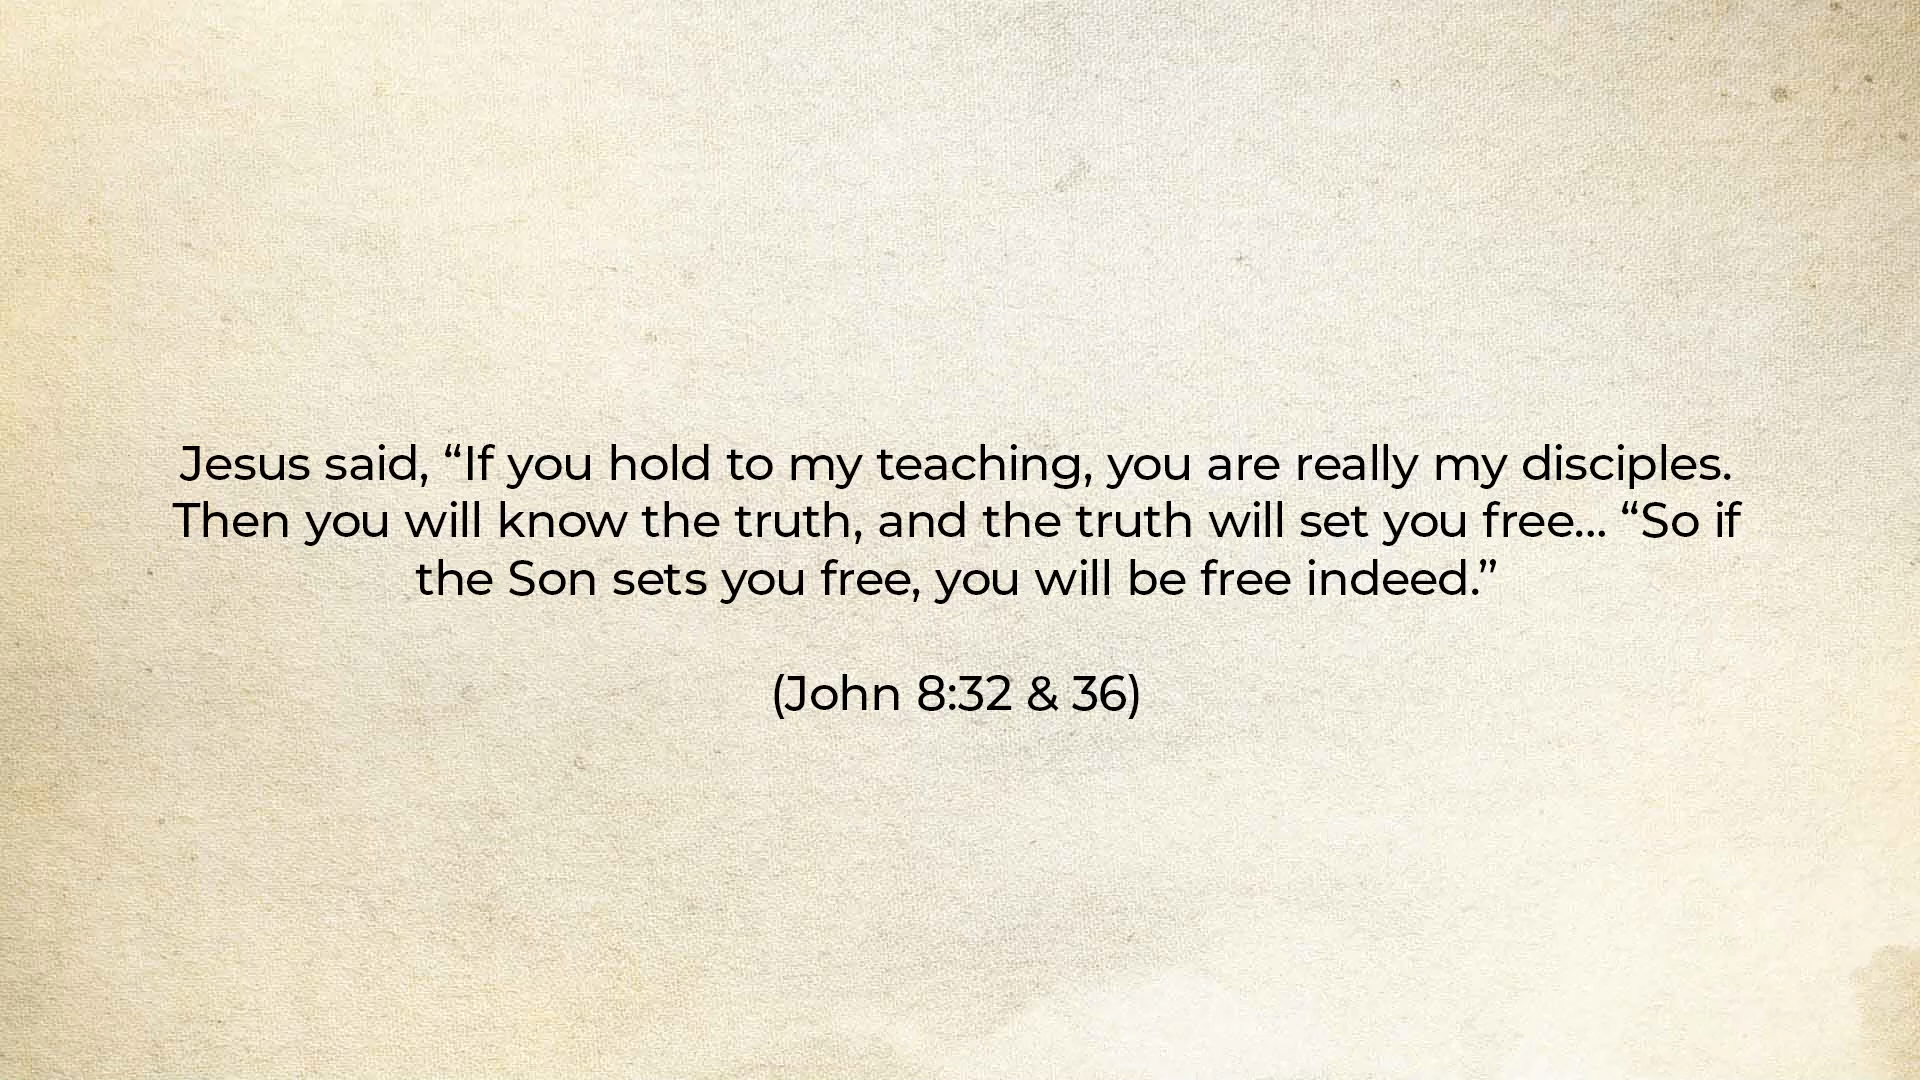 Jesus said, “If you hold to my teaching, you are really my disciples.
Then you will know the truth, and the truth will set you free... “So if
the Son sets you free, you will be free indeed.”
(John 8:32 & 36)